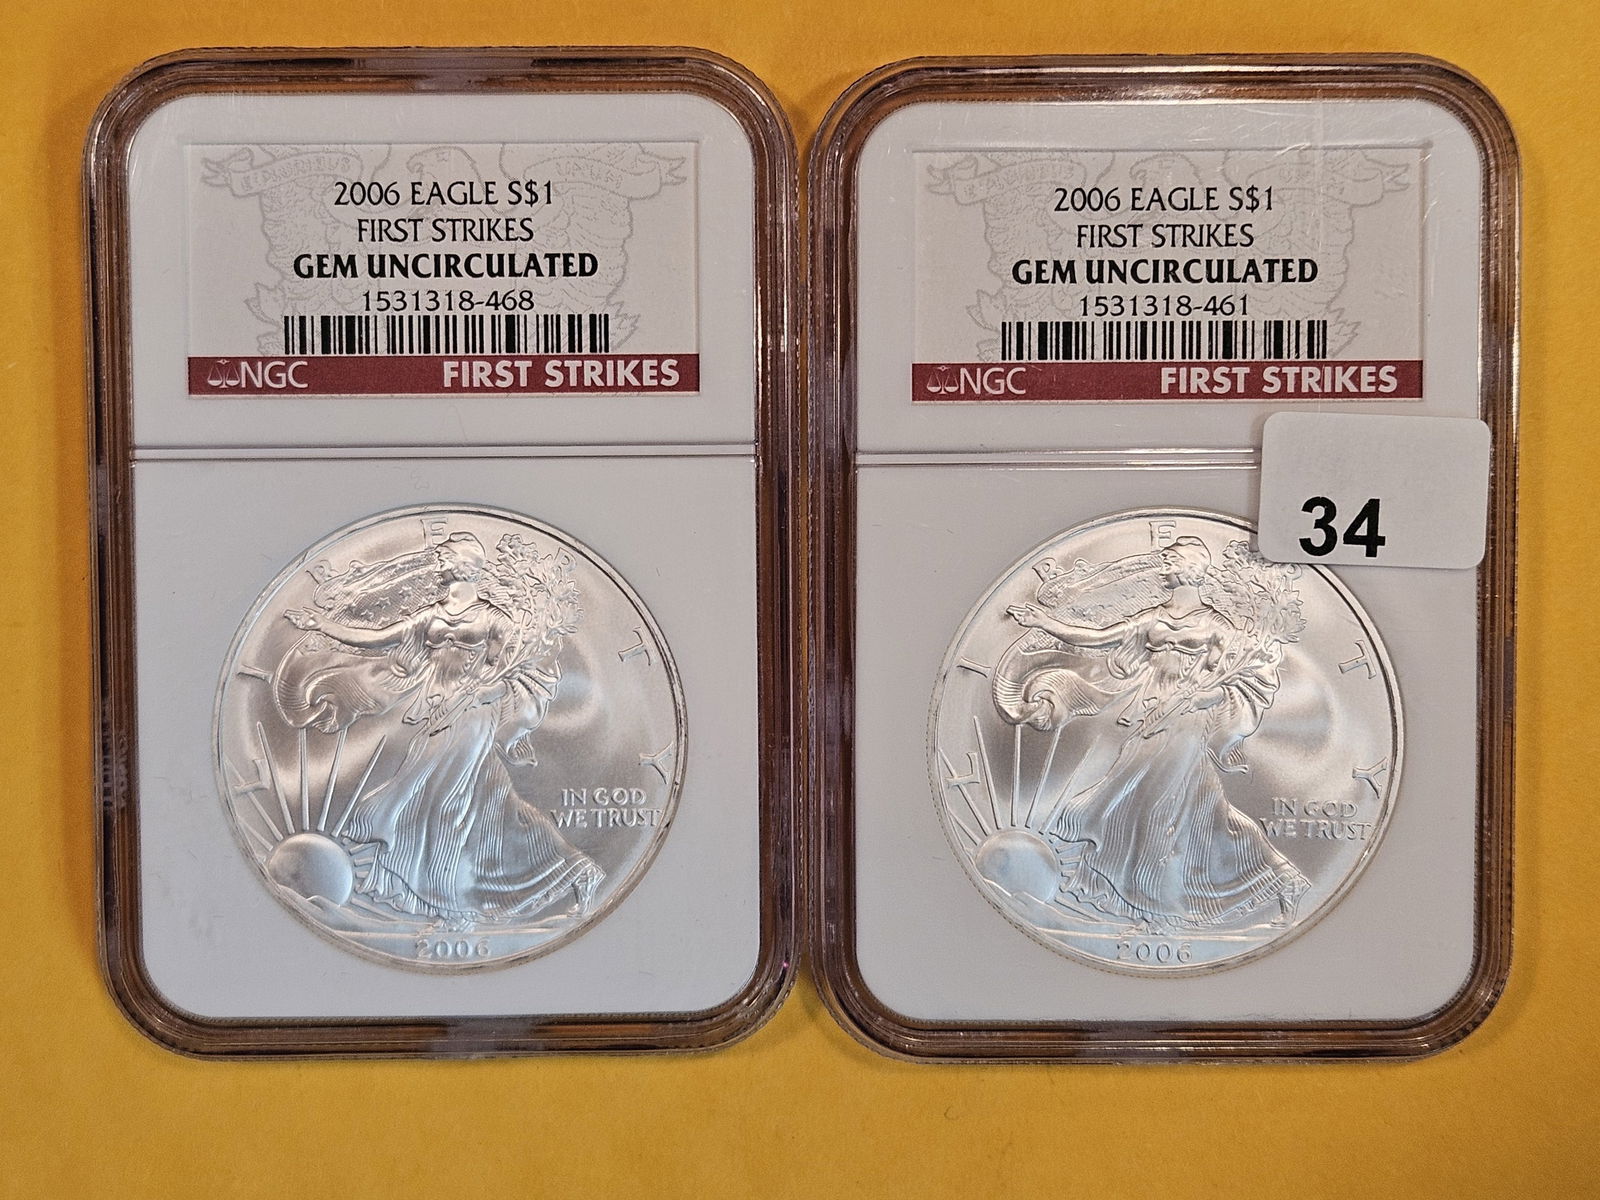 2006 EAGLE S$1
FIRST STRIKES
GEM UNCIRCULATED
1531318-468
NGC FIRST STRIKES
LIBERTY
IN GOD
WE TRUST
2006
2006 EAGLE S$1
FIRST STRIKES
GEM UNCIRCULATED
1531318-461
NGC FIRST STRIKES
34
LIBERTY
IN GOD
WE TRUST
2006